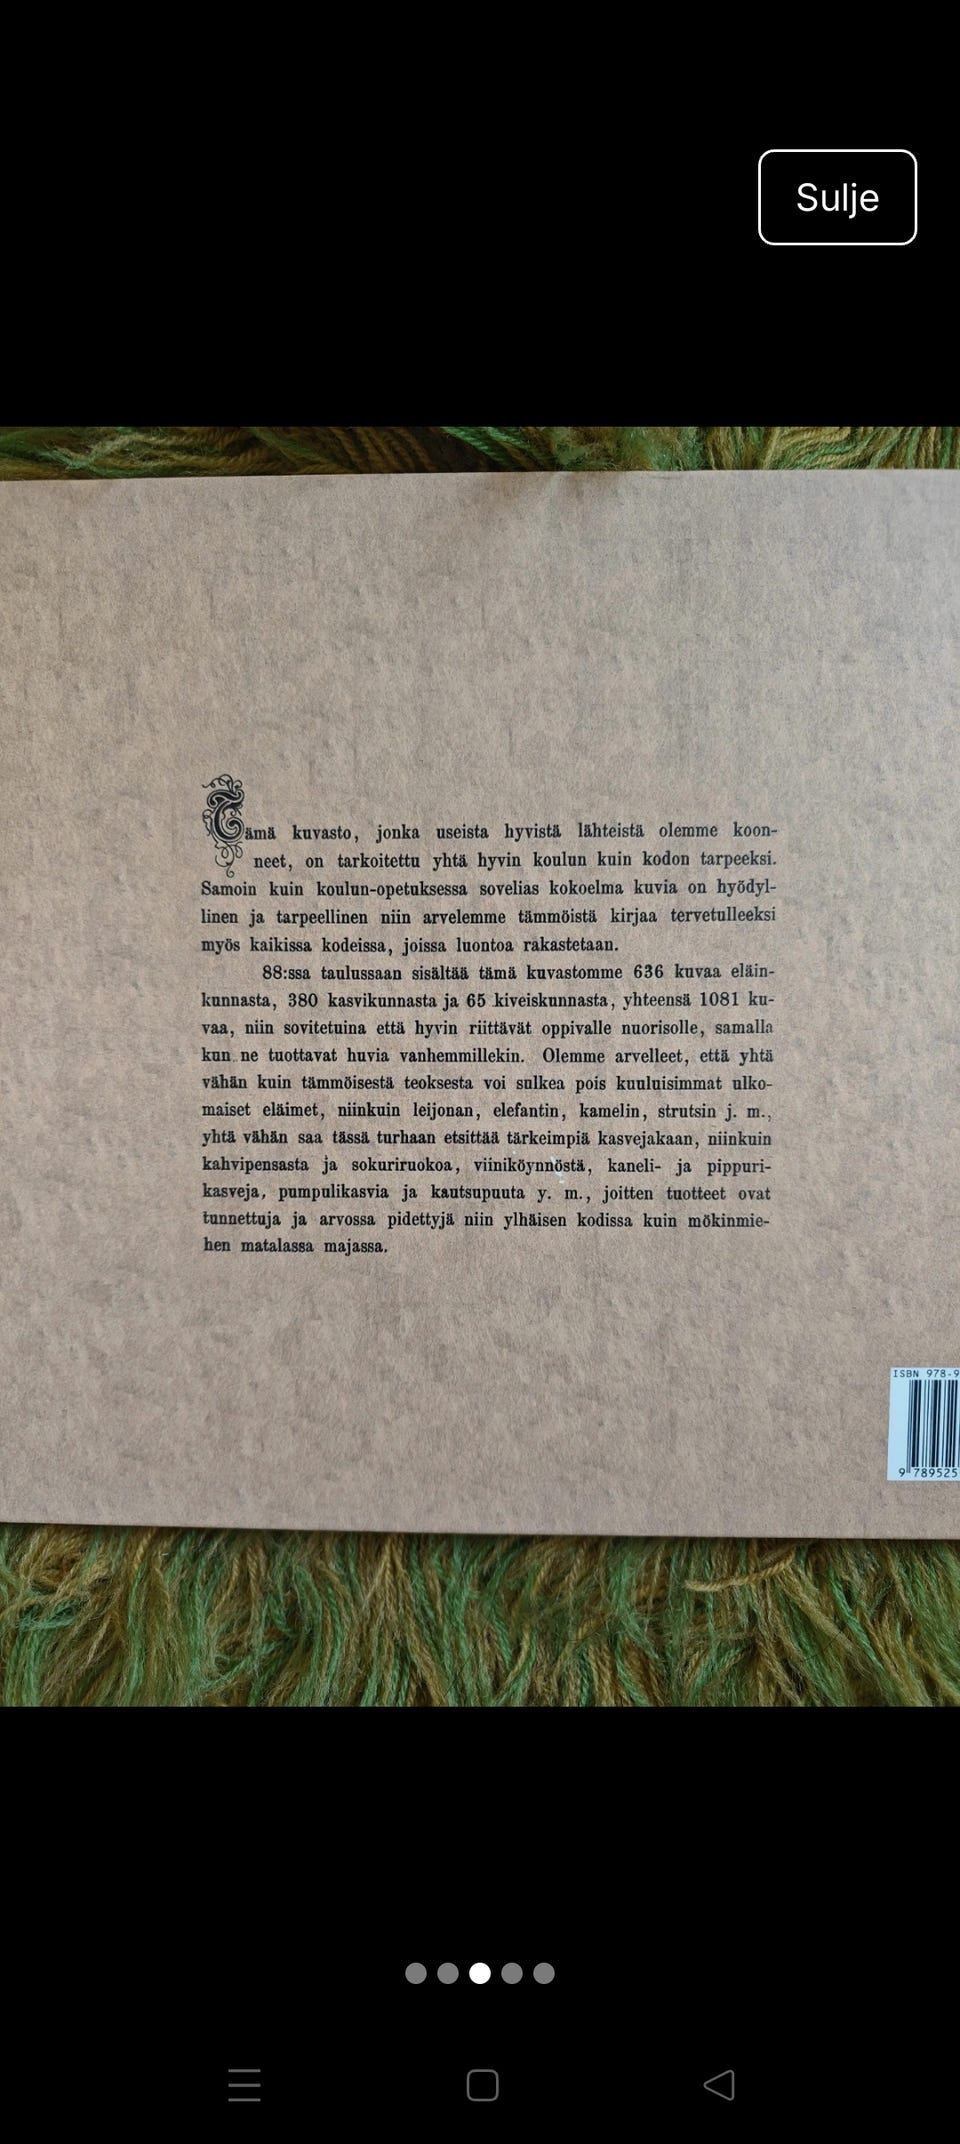 Sulje
Tämä kuvasto, jonka useista hyvistä lähteistä olemme koon-
neet, on tarkoitettu yhtä hyvin koulun kuin kodon tarpeeksi.
Samoin kuin koulun-opetuksessa sovelias kokoelma kuvia on hyödyl-
linen ja tarpeellinen niin arvelemme tämmöistä kirjaa tervetulleeksi
myös kaikissa kodeissa, joissa luontoa rakastetaan.
88:ssa taulussaan sisältää tämä kuvastomme 636 kuvaa eläin-
kunnasta, 380 kasvikunnasta ja 65 kiveiskunnasta, yhteensä 1081 ku-
vaa, niin sovitetuina että hyvin riittävät oppivalle nuorisolle, samalla
kun ne tuottavat huvia vanhemmillekin. Olemme arvelleet, että yhtä
vähän kuin tämmöisestä teoksesta voi sulkea pois kuuluisimmat ulko-
maiset eläimet, niinkuin leijonan, elefantin, kamelin, strutsin j. m.,
yhtä vähän saa tässä turhaan etsittää tärkeimpiä kasvejakaan, niinkuin
kahvipensasta ja sokuriruokoa, viiniköynnöstä, kaneli- ja pippuri-
kasveja, pumpulikasvia ja kautsupuuta y. m., joitten tuotteet ovat
tunnettuja ja arvossa pidettyjä niin ylhäisen kodissa kuin mökinmie-
hen matalassa majassa.
ISBN 978-9
9 789525